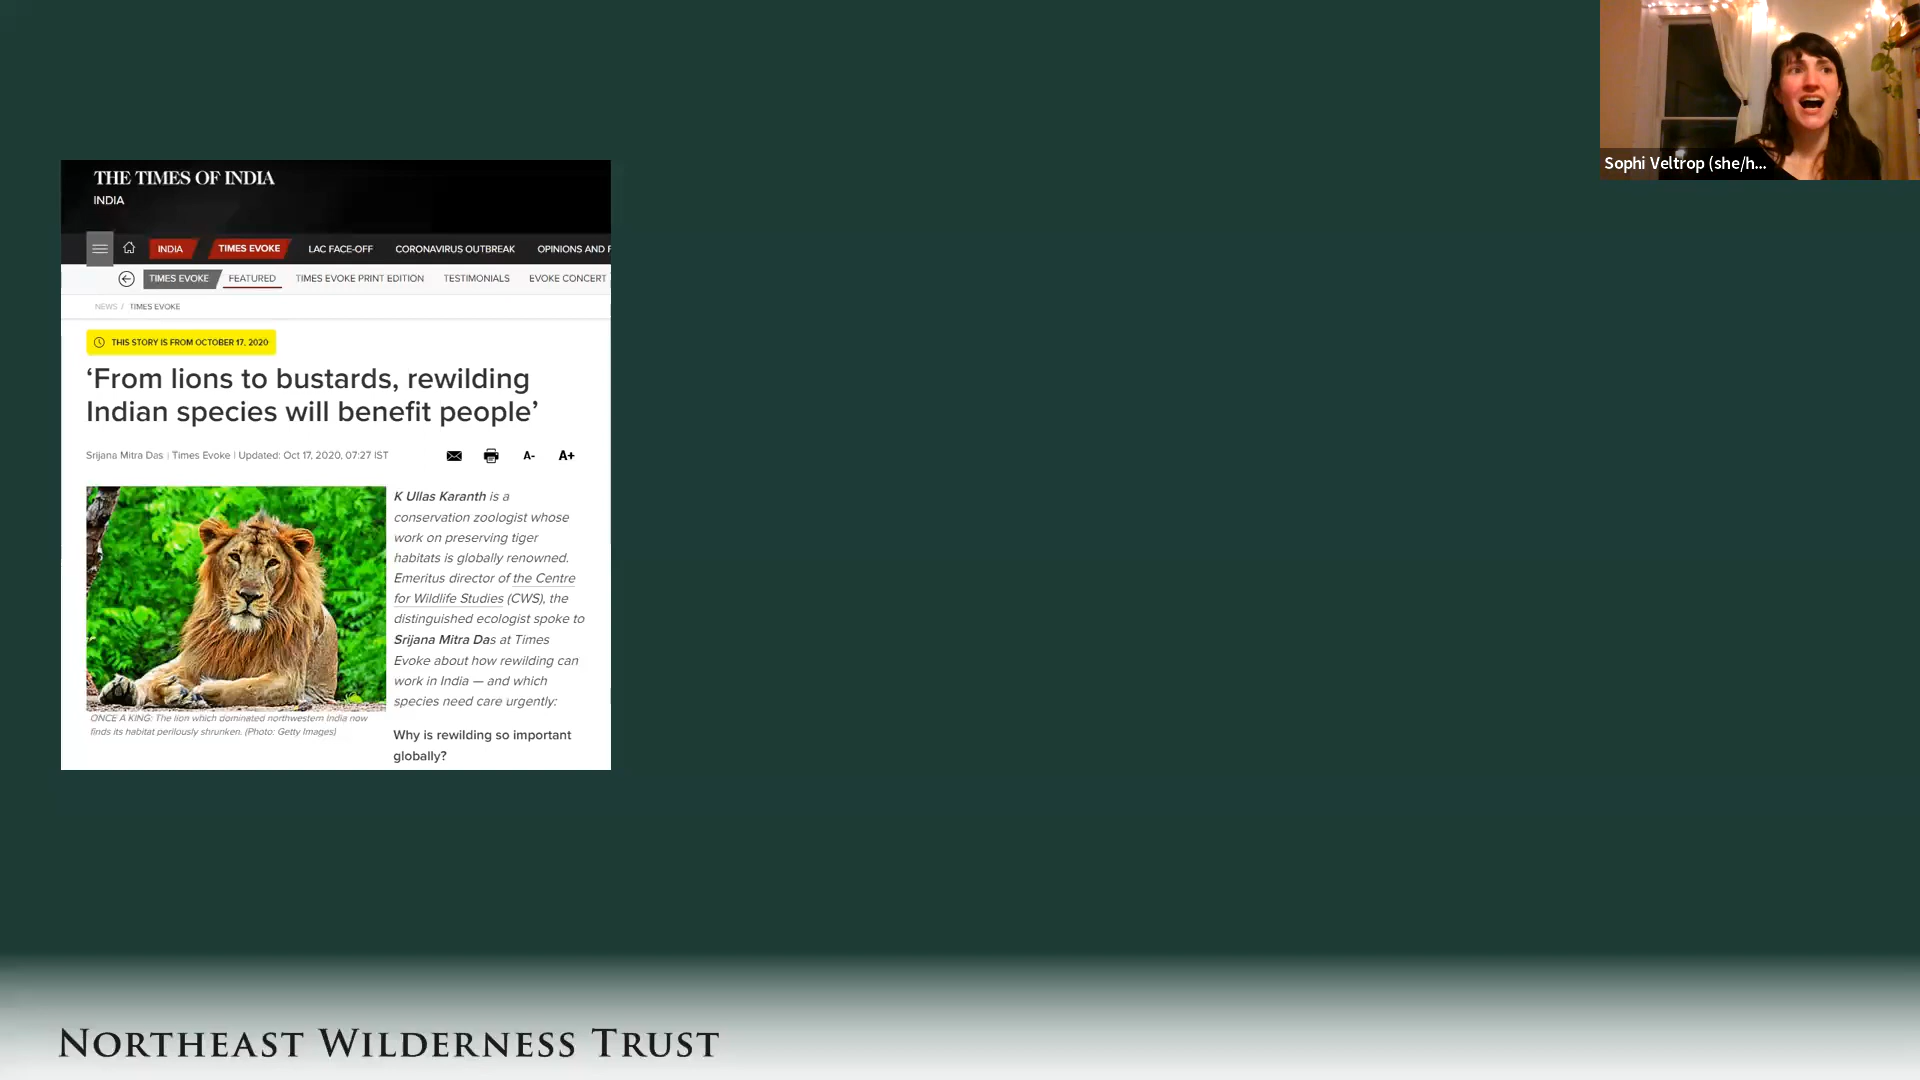 Sophi Veltrop (she/h...
THE TIMES OF INDIA
INDIA
INDIA TIMES EVOKE LAC FACE-OFF CORONAVIRUS OUTBREAK OPINIONS AND F
TIMES EVOKE FEATURED TIMES EVOKE PRINT EDITION TESTIMONIALS EVOKE CONCERT
NEWS / TIMES EVOKE
THIS STORY IS FROM OCTOBER 17, 2020
‘From lions to bustards, rewilding
Indian species will benefit people’
Srijana Mitra Das | Times Evoke | Updated: Oct 17, 2020, 07:27 IST
A- A+
K Ullas Karanth is a
conservation zoologist whose
work on preserving tiger
habitats is globally renowned.
Emeritus director of the Centre
for Wildlife Studies (CWS), the
distinguished ecologist spoke to
Srijana Mitra Das at Times
Evoke about how rewilding can
work in India — and which
species need care urgently:
ONCE A KING: The lion which dominated northwestern India now
finds its habitat perilously shrunken. (Photo: Getty Images)
Why is rewilding so important
globally?
NORTHEAST WILDERNESS TRUST